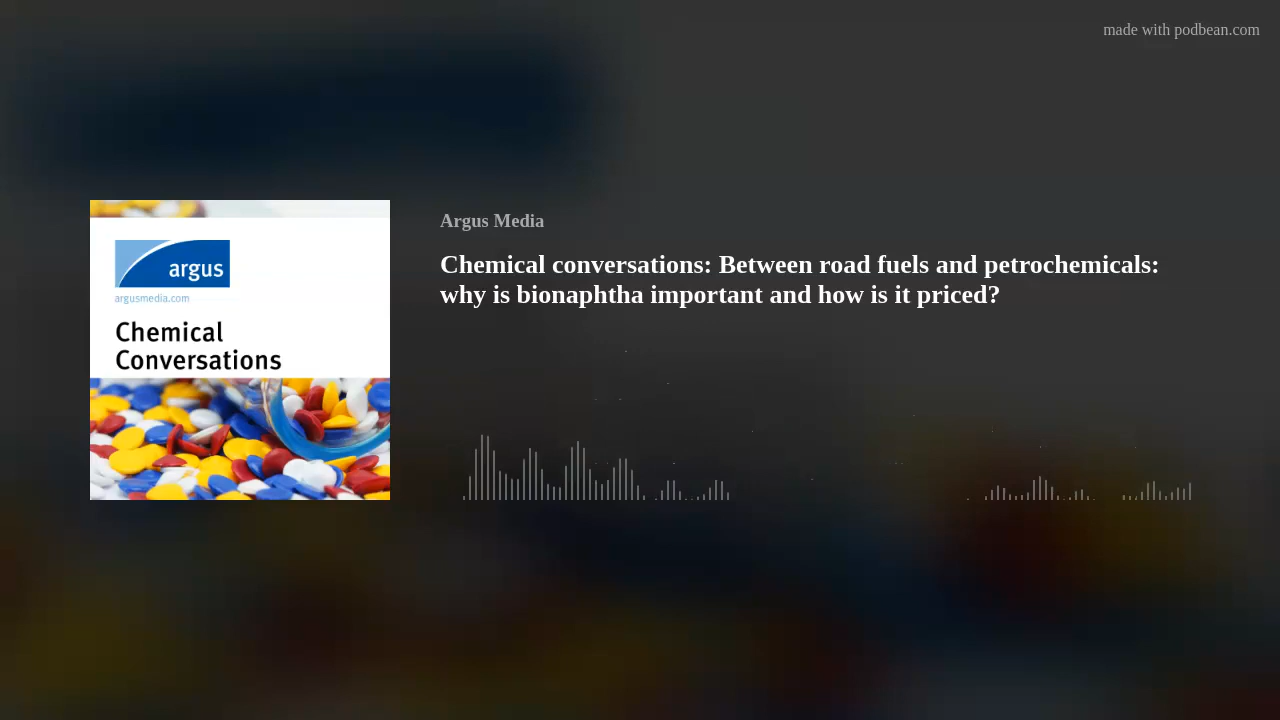 made with podbean.com
argus
argusmedia.com
Chemical
Conversations
Argus Media
Chemical conversations: Between road fuels and petrochemicals:
why is bionaphtha important and how is it priced?